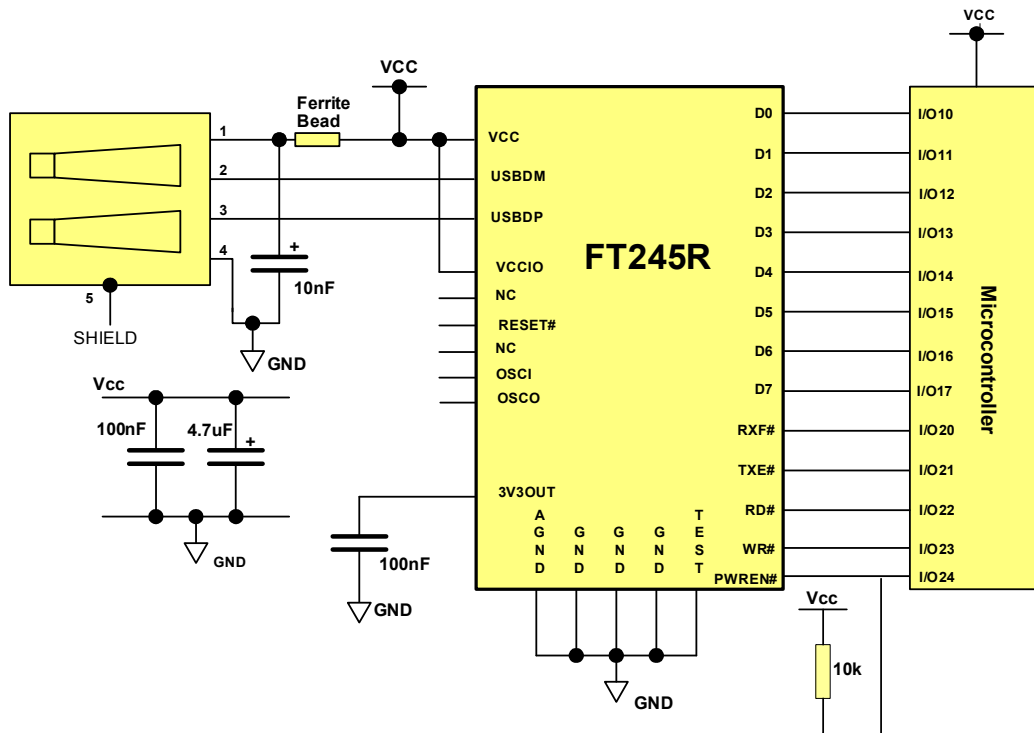 VCC
VCC
Ferrite
Bead
1
2
3
4
5
SHIELD
+
10nF
GND
Vcc
100nF
4.7uF
+
GND
VCC
USBDM
USBDP
VCCIO
NC
RESET#
NC
OSCI
OSCO
3V3OUT
100nF
GND
FT245R
AGND
GND
GND
GND
TEST
GND
D0
D1
D2
D3
D4
D5
D6
D7
RXF#
TXE#
RD#
WR#
PWREN#
I/O10
I/O11
I/O12
I/O13
I/O14
I/O15
I/O16
I/O17
I/O20
I/O21
I/O22
I/O23
I/O24
Microcontroller
Vcc
10k